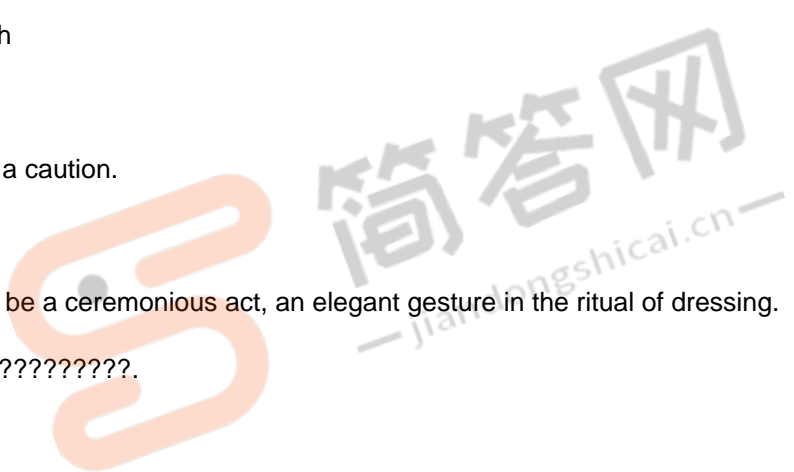 h
a caution.
be a ceremonious act, an elegant gesture in the ritual of dressing.
?????????.
简答网
jiandongshicai.cn